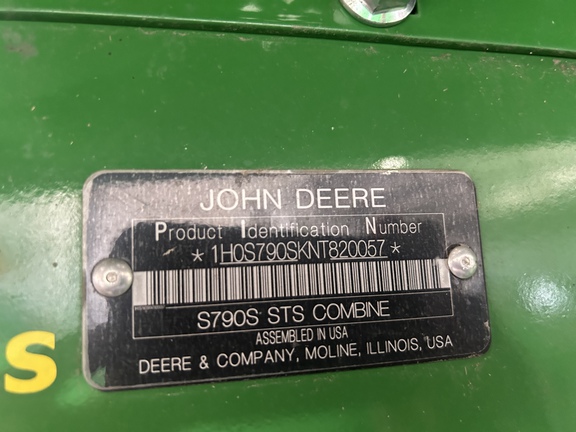 JOHN DEERE
Product Identification Number
*1H0S790SKNT820057*
S790S STS COMBINE
ASSEMBLED IN USA
DEERE & COMPANY, MOLINE, ILLINOIS, USA
S